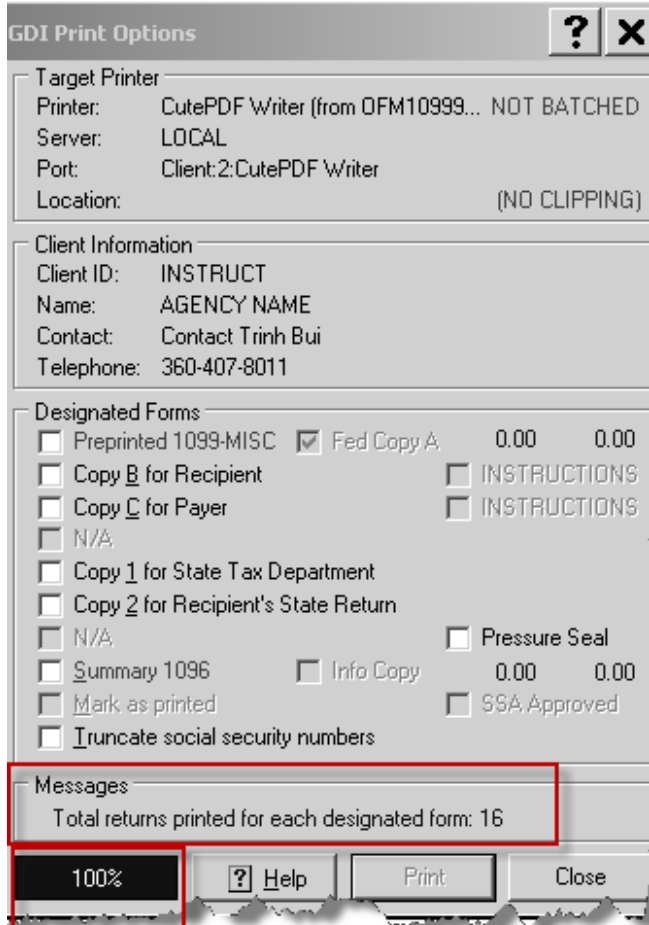 GDI Print Options ? X
Target Printer
Printer: CutePDF Writer (from OFM10999... NOT BATCHED
Server: LOCAL
Port: Client:2:CutePDF Writer
Location: (NO CLIPPING)
Client Information
Client ID: INSTRUCT
Name: AGENCY NAME
Contact: Contact Trinh Bui
Telephone: 360-407-8011
Designated Forms
Preprinted 1099-MISC Fed Copy A 0.00 0.00
Copy B for Recipient INSTRUCTIONS
Copy C for Payer INSTRUCTIONS
N/A
Copy 1 for State Tax Department
Copy 2 for Recipient's State Return
N/A Pressure Seal
Summary 1096 Info Copy 0.00 0.00
Mark as printed SSA Approved
Truncate social security numbers
Messages
Total returns printed for each designated form: 16
100% ? Help Print Close